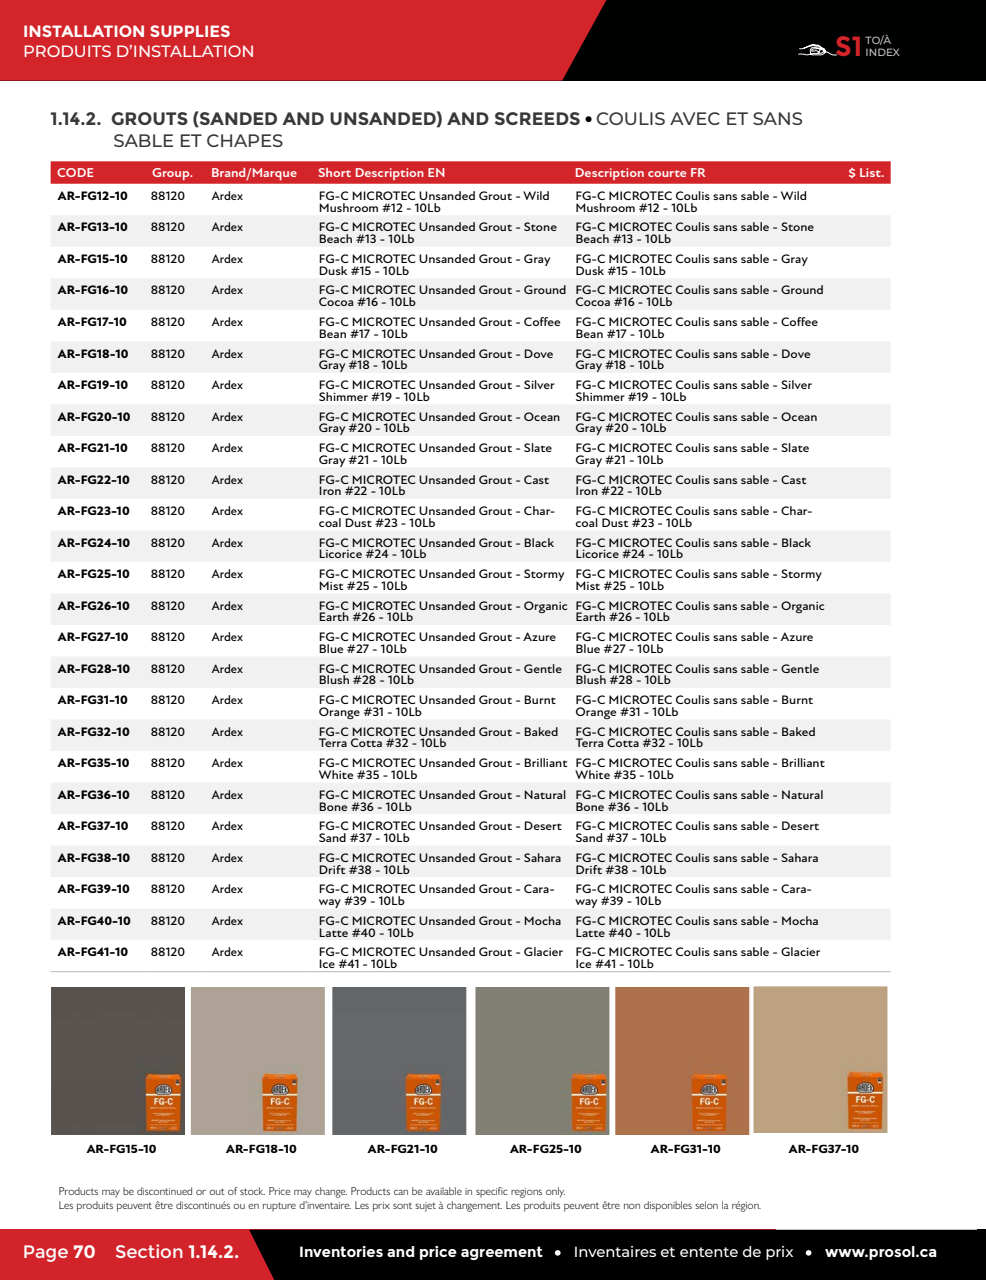 INSTALLATION SUPPLIES
PRODUITS D'INSTALLATION
S1 TO/À
INDEX
1.14.2. GROUTS (SANDED AND UNSANDED) AND SCREEDS • COULIS AVEC ET SANS
SABLE ET CHAPES
CODE Group. Brand/Marque Short Description EN Description courte FR $ List.
AR-FG12-10 88120 Ardex FG-C MICROTEC Unsanded Grout - Wild FG-C MICROTEC Coulis sans sable - Wild
Mushroom #12 - 10Lb Mushroom #12 - 10Lb
AR-FG13-10 88120 Ardex FG-C MICROTEC Unsanded Grout - Stone FG-C MICROTEC Coulis sans sable - Stone
Beach #13 - 10Lb Beach #13 - 10Lb
AR-FG15-10 88120 Ardex FG-C MICROTEC Unsanded Grout - Gray FG-C MICROTEC Coulis sans sable - Gray
Dusk #15 - 10Lb Dusk #15 - 10Lb
AR-FG16-10 88120 Ardex FG-C MICROTEC Unsanded Grout - Ground FG-C MICROTEC Coulis sans sable - Ground
Cocoa #16 - 10Lb Cocoa #16 - 10Lb
AR-FG17-10 88120 Ardex FG-C MICROTEC Unsanded Grout - Coffee FG-C MICROTEC Coulis sans sable - Coffee
Bean #17 - 10Lb Bean #17 - 10Lb
AR-FG18-10 88120 Ardex FG-C MICROTEC Unsanded Grout - Dove FG-C MICROTEC Coulis sans sable - Dove
Gray #18 - 10Lb Gray #18 - 10Lb
AR-FG19-10 88120 Ardex FG-C MICROTEC Unsanded Grout - Silver FG-C MICROTEC Coulis sans sable - Silver
Shimmer #19 - 10Lb Shimmer #19 - 10Lb
AR-FG20-10 88120 Ardex FG-C MICROTEC Unsanded Grout - Ocean FG-C MICROTEC Coulis sans sable - Ocean
Gray #20 - 10Lb Gray #20 - 10Lb
AR-FG21-10 88120 Ardex FG-C MICROTEC Unsanded Grout - Slate FG-C MICROTEC Coulis sans sable - Slate
Gray #21 - 10Lb Gray #21 - 10Lb
AR-FG22-10 88120 Ardex FG-C MICROTEC Unsanded Grout - Cast FG-C MICROTEC Coulis sans sable - Cast
Iron #22 - 10Lb Iron #22 - 10Lb
AR-FG23-10 88120 Ardex FG-C MICROTEC Unsanded Grout - Char- FG-C MICROTEC Coulis sans sable - Char-
coal Dust #23 - 10Lb coal Dust #23 - 10Lb
AR-FG24-10 88120 Ardex FG-C MICROTEC Unsanded Grout - Black FG-C MICROTEC Coulis sans sable - Black
Licorice #24 - 10Lb Licorice #24 - 10Lb
AR-FG25-10 88120 Ardex FG-C MICROTEC Unsanded Grout - Stormy FG-C MICROTEC Coulis sans sable - Stormy
Mist #25 - 10Lb Mist #25 - 10Lb
AR-FG26-10 88120 Ardex FG-C MICROTEC Unsanded Grout - Organic FG-C MICROTEC Coulis sans sable - Organic
Earth #26 - 10Lb Earth #26 - 10Lb
AR-FG27-10 88120 Ardex FG-C MICROTEC Unsanded Grout - Azure FG-C MICROTEC Coulis sans sable - Azure
Blue #27 - 10Lb Blue #27 - 10Lb
AR-FG28-10 88120 Ardex FG-C MICROTEC Unsanded Grout - Gentle FG-C MICROTEC Coulis sans sable - Gentle
Blush #28 - 10Lb Blush #28 - 10Lb
AR-FG31-10 88120 Ardex FG-C MICROTEC Unsanded Grout - Burnt FG-C MICROTEC Coulis sans sable - Burnt
Orange #31 - 10Lb Orange #31 - 10Lb
AR-FG32-10 88120 Ardex FG-C MICROTEC Unsanded Grout - Baked FG-C MICROTEC Coulis sans sable - Baked
Terra Cotta #32 - 10Lb Terra Cotta #32 - 10Lb
AR-FG35-10 88120 Ardex FG-C MICROTEC Unsanded Grout - Brilliant FG-C MICROTEC Coulis sans sable - Brilliant
White #35 - 10Lb White #35 - 10Lb
AR-FG36-10 88120 Ardex FG-C MICROTEC Unsanded Grout - Natural FG-C MICROTEC Coulis sans sable - Natural
Bone #36 - 10Lb Bone #36 - 10Lb
AR-FG37-10 88120 Ardex FG-C MICROTEC Unsanded Grout - Desert FG-C MICROTEC Coulis sans sable - Desert
Sand #37 - 10Lb Sand #37 - 10Lb
AR-FG38-10 88120 Ardex FG-C MICROTEC Unsanded Grout - Sahara FG-C MICROTEC Coulis sans sable - Sahara
Drift #38 - 10Lb Drift #38 - 10Lb
AR-FG39-10 88120 Ardex FG-C MICROTEC Unsanded Grout - Cara- FG-C MICROTEC Coulis sans sable - Cara-
way #39 - 10Lb way #39 - 10Lb
AR-FG40-10 88120 Ardex FG-C MICROTEC Unsanded Grout - Mocha FG-C MICROTEC Coulis sans sable - Mocha
Latte #40 - 10Lb Latte #40 - 10Lb
AR-FG41-10 88120 Ardex FG-C MICROTEC Unsanded Grout - Glacier FG-C MICROTEC Coulis sans sable - Glacier
Ice #41 - 10Lb Ice #41 - 10Lb
ARDEX ARDEX ARDEX ARDEX ARDEX ARDEX
FG-C FG-C FG-C FG-C FG-C FG-C
AR-FG15-10 AR-FG18-10 AR-FG21-10 AR-FG25-10 AR-FG31-10 AR-FG37-10
Products may be discontinued or out of stock. Price may change. Products can be available in specific regions only.
Les produits peuvent être discontinués ou en rupture d'inventaire. Les prix sont sujet à changement. Les produits peuvent être non disponibles selon la région.
Page 70 Section 1.14.2. Inventories and price agreement • Inventaires et entente de prix • www.prosol.ca